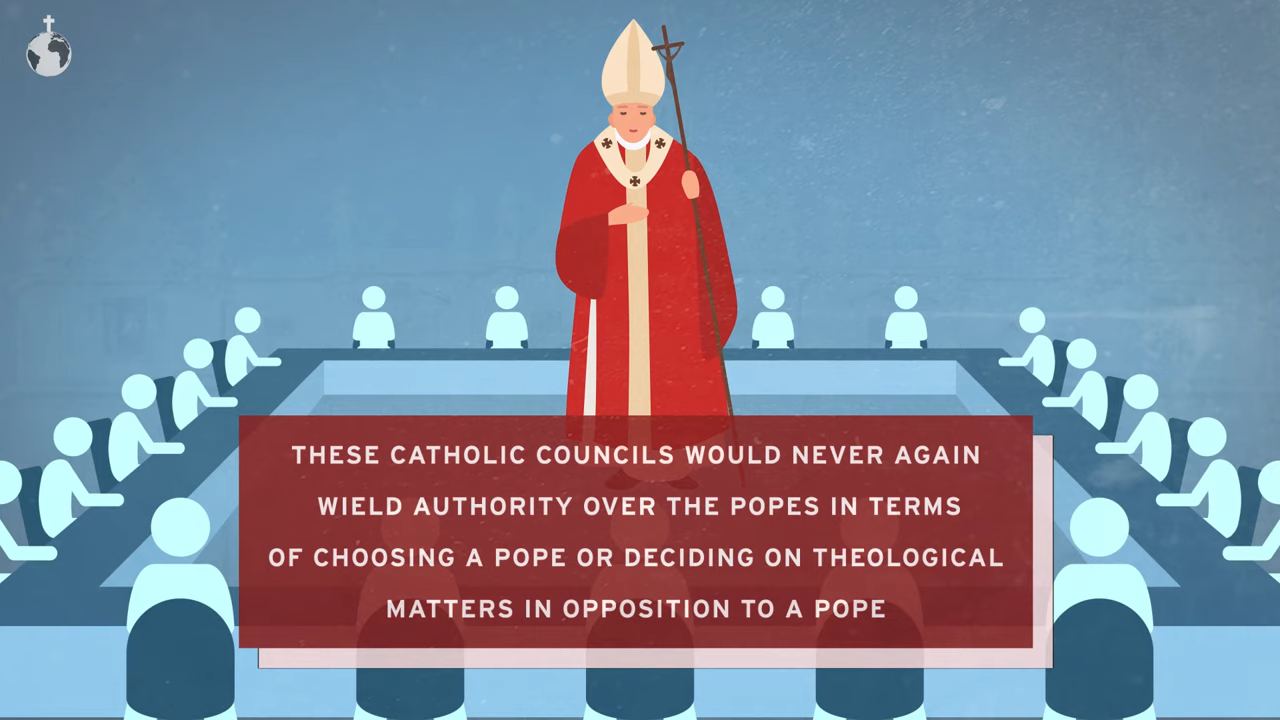 THESE CATHOLIC COUNCILS WOULD NEVER AGAIN
WIELD AUTHORITY OVER THE POPES IN TERMS
OF CHOOSING A POPE OR DECIDING ON THEOLOGICAL
MATTERS IN OPPOSITION TO A POPE